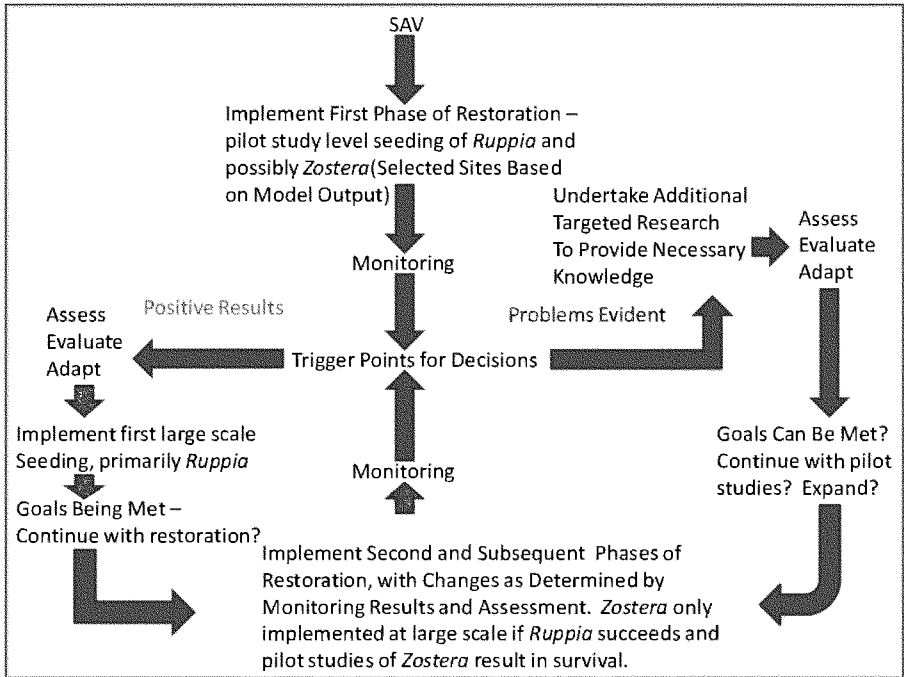 SAV
Implement First Phase of Restoration –
pilot study level seeding of Ruppia and
possibly Zostera(Selected Sites Based
on Model Output)
Monitoring
Trigger Points for Decisions
Positive Results
Assess
Evaluate
Adapt
Implement first large scale
Seeding, primarily Ruppia
Goals Being Met –
Continue with restoration?
Problems Evident
Undertake Additional
Targeted Research
To Provide Necessary
Knowledge
Assess
Evaluate
Adapt
Goals Can Be Met?
Continue with pilot
studies? Expand?
Implement Second and Subsequent Phases of
Restoration, with Changes as Determined by
Monitoring Results and Assessment. Zostera only
implemented at large scale if Ruppia succeeds and
pilot studies of Zostera result in survival.
Monitoring